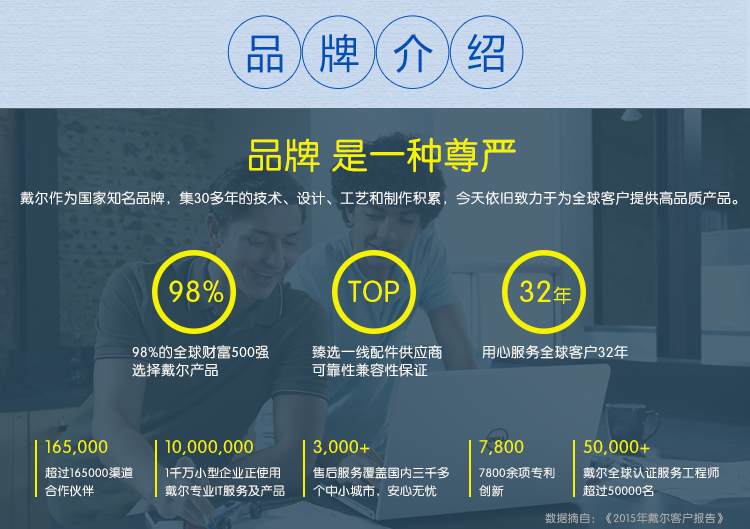 品牌介绍
品牌 是一种尊严
戴尔作为国家知名品牌，集30多年的技术、设计、工艺和制作积累，今天依旧致力于为全球客户提供高品质产品。
98%
TOP
32年
98%的全球财富500强
选择戴尔产品
臻选一线配件供应商
可靠性兼容性保证
用心服务全球客户32年
165,000
超过165000渠道
合作伙伴
10,000,000
1千万小型企业正使用
戴尔专业IT服务及产品
3,000+
售后服务覆盖国内三千多
个中小城市，安心无忧
7,800
7800余项专利
创新
50,000+
戴尔全球认证服务工程师
超过50000名
数据摘自：《2015年戴尔客户报告》